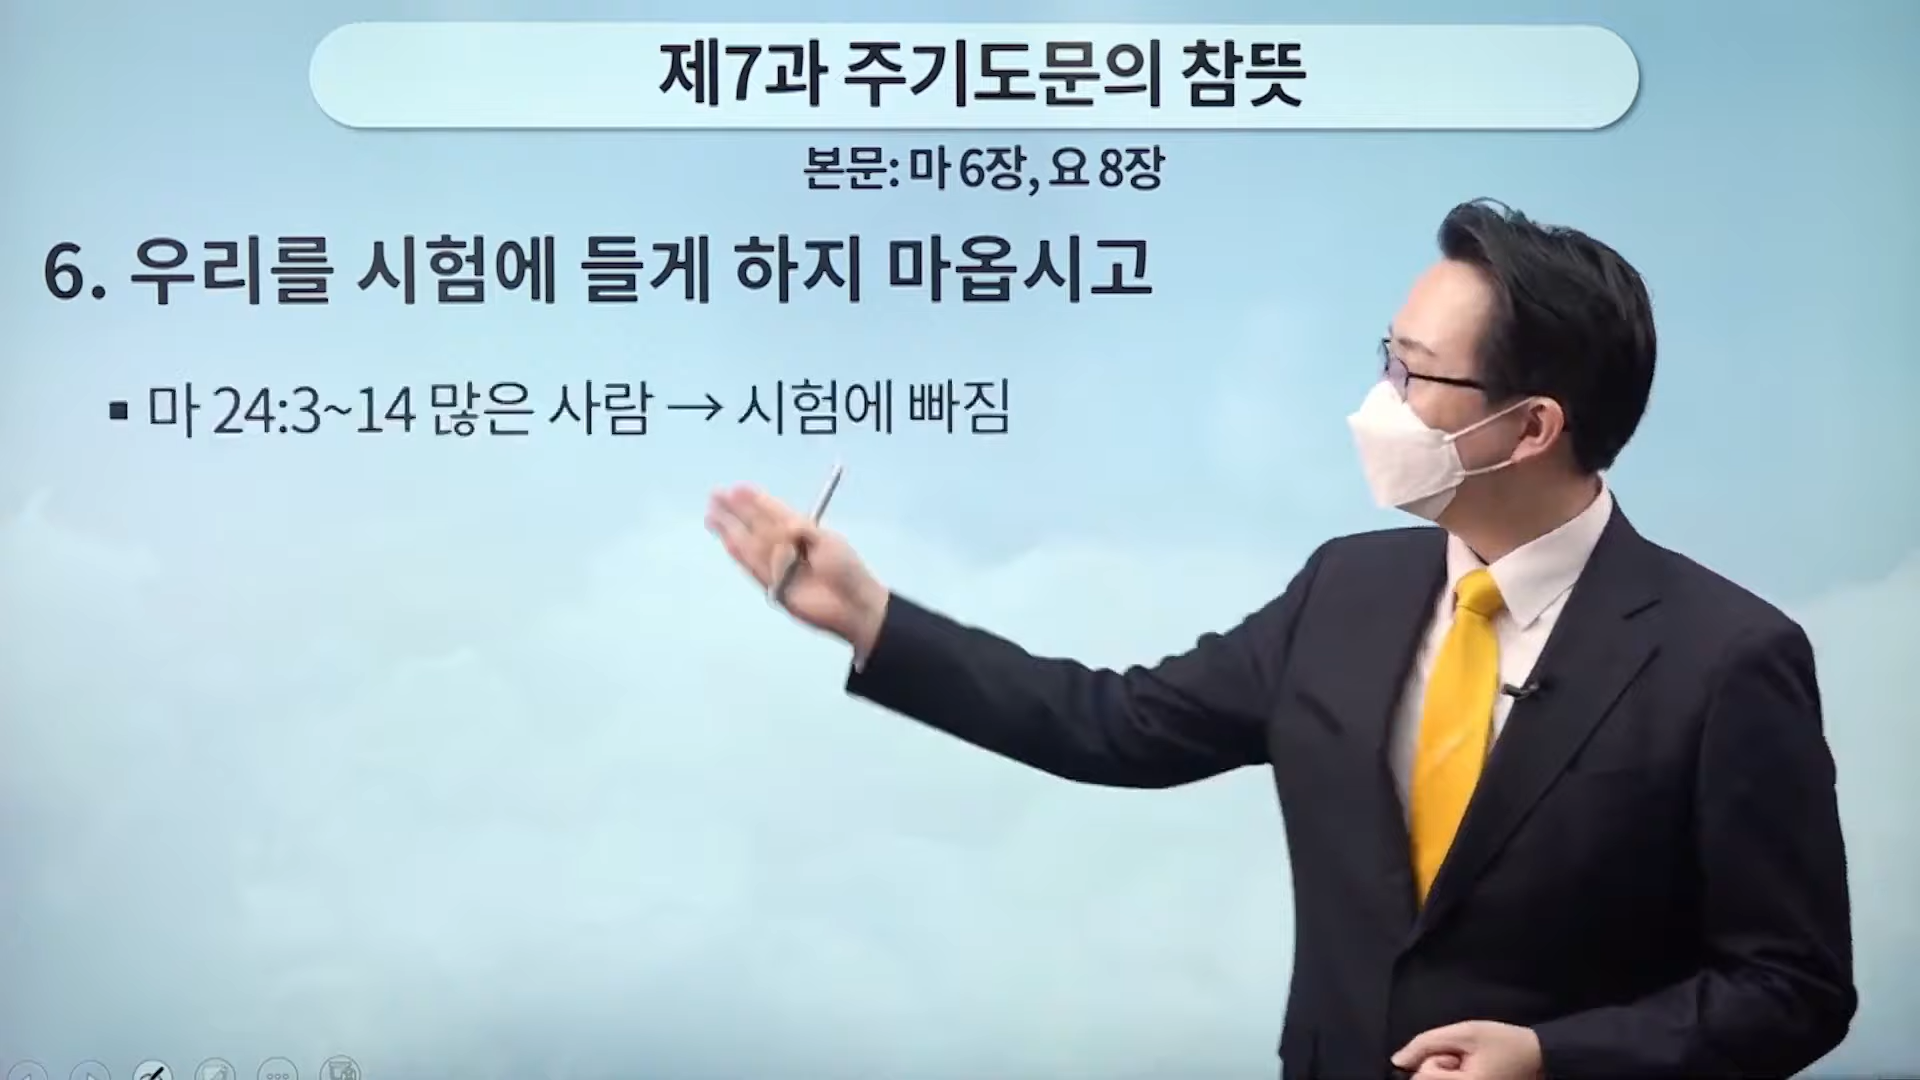 제7과 주기도문의 참뜻
본문: 마 6장, 요 8장
6. 우리를 시험에 들게 하지 마옵시고
▪ 마 24:3~14 많은 사람 → 시험에 빠짐